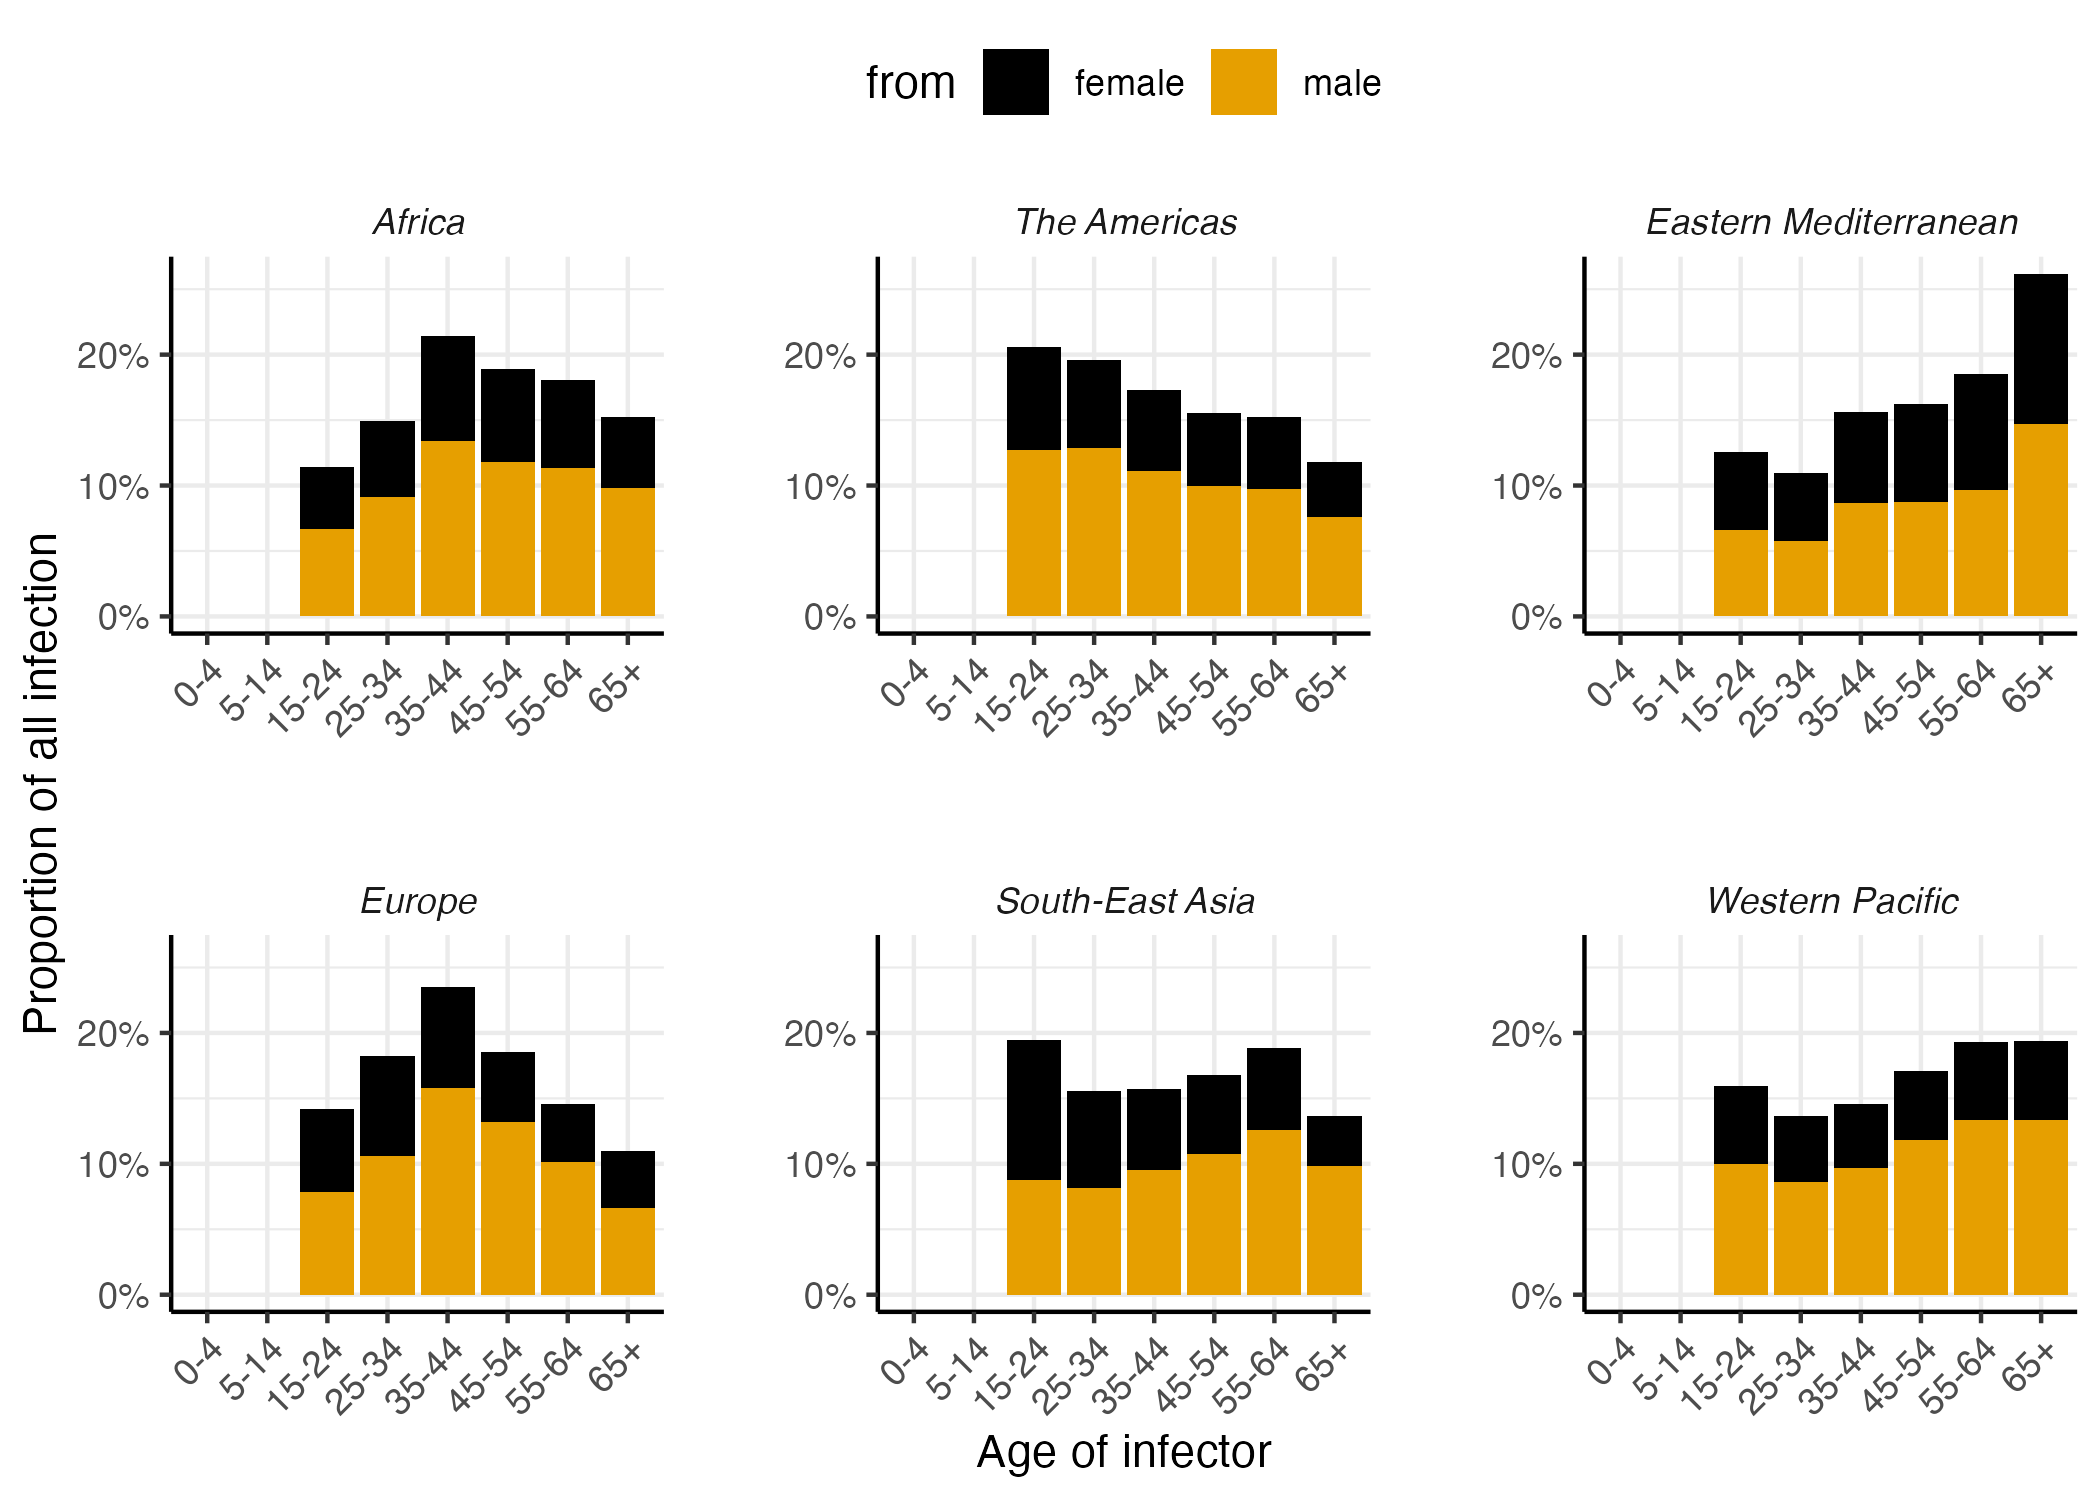 from female male
Africa
The Americas
Eastern Mediterranean
20%
10%
0%
20%
10%
0%
20%
10%
0%
0-4 5-14 15-24 25-34 35-44 45-54 55-64 65+
0-4 5-14 15-24 25-34 35-44 45-54 55-64 65+
0-4 5-14 15-24 25-34 35-44 45-54 55-64 65+
Proportion of all infection
Europe
South-East Asia
Western Pacific
20%
10%
0%
20%
10%
0%
20%
10%
0%
0-4 5-14 15-24 25-34 35-44 45-54 55-64 65+
0-4 5-14 15-24 25-34 35-44 45-54 55-64 65+
0-4 5-14 15-24 25-34 35-44 45-54 55-64 65+
Age of infector